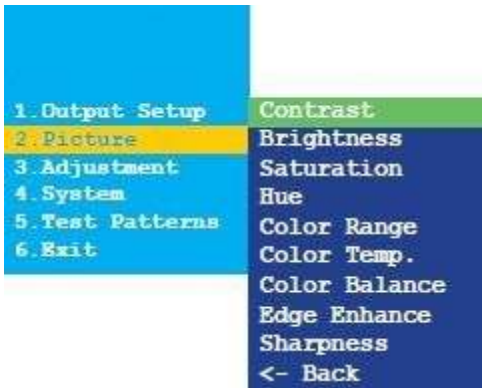 1.Output Setup
2.Picture
3.Adjustment
4.System
5.Test Patterns
6.Exit
Contrast
Brightness
Saturation
Hue
Color Range
Color Temp.
Color Balance
Edge Enhance
Sharpness
<- Back